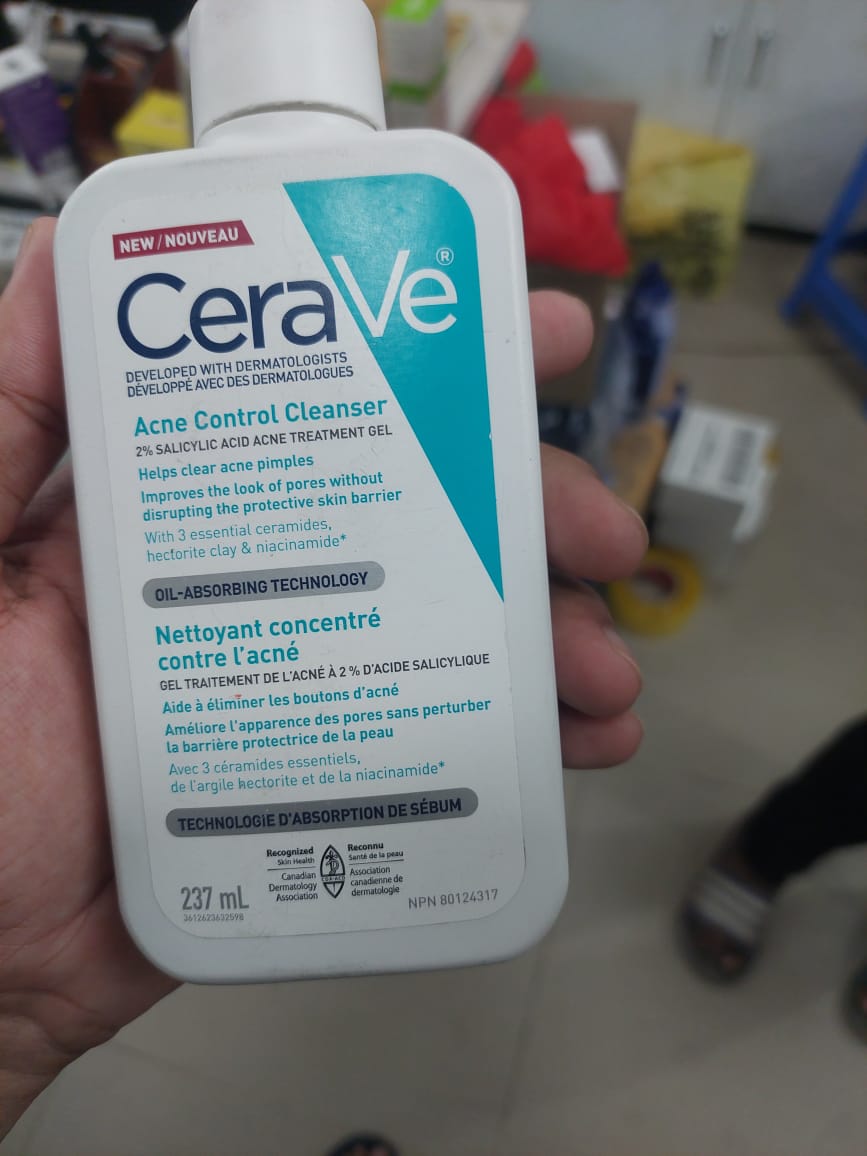 NEW / NOUVEAU
CeraVe®
DEVELOPED WITH DERMATOLOGISTS
DÉVELOPPÉ AVEC DES DERMATOLOGUES
Acne Control Cleanser
2% SALICYLIC ACID ACNE TREATMENT GEL
Helps clear acne pimples
Improves the look of pores without
disrupting the protective skin barrier
With 3 essential ceramides,
hectorite clay & niacinamide*
OIL-ABSORBING TECHNOLOGY
Nettoyant concentré
contre l'acné
GEL TRAITEMENT DE L'ACNÉ À 2 % D'ACIDE SALICYLIQUE
Aide à éliminer les boutons d'acné
Améliore l'apparence des pores sans perturber
la barrière protectrice de la peau
Avec 3 céramides essentiels,
de l'argile hectorite et de la niacinamide*
TECHNOLOGIE D'ABSORPTION DE SÉBUM
Recognized
Skin Health
Canadian
Dermatology
Association
CDA·ACD
Reconnu
Santé de la peau
Association
canadienne de
dermatologie
237 mL
3612623632598
NPN 80124317